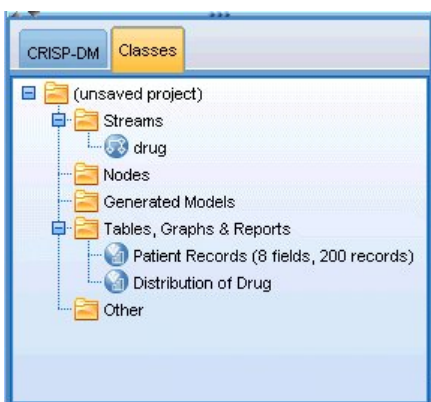 CRISP-DM Classes
(unsaved project)
Streams
drug
Nodes
Generated Models
Tables, Graphs & Reports
Patient Records (8 fields, 200 records)
Distribution of Drug
Other